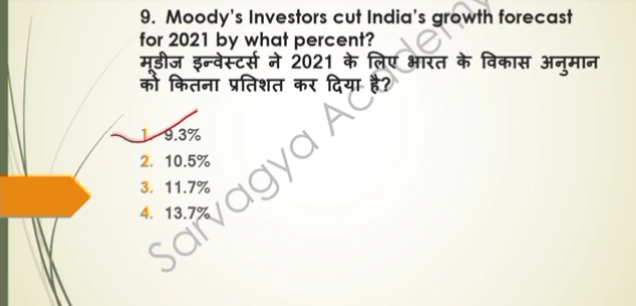 9. Moody's Investors cut India's growth forecast
for 2021 by what percent?
मूडीज इन्वेस्टर्स ने 2021 के लिए भारत के विकास अनुमान
को कितना प्रतिशत कर दिया है?
1. 9.3%
2. 10.5%
3. 11.7%
4. 13.7%
Sarvagya Academy